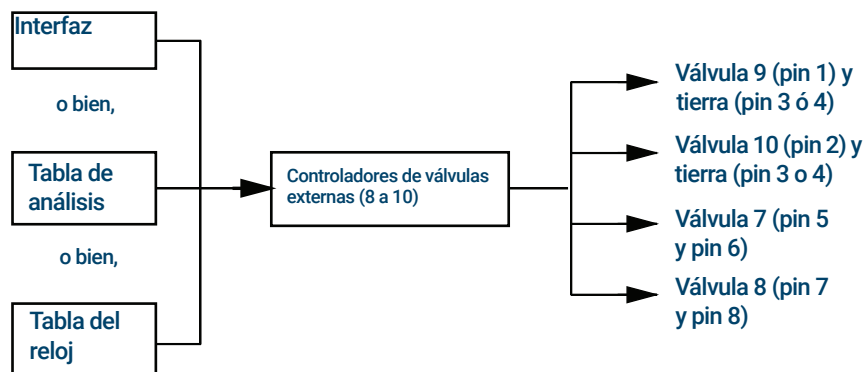 Interfaz
o bien,
Tabla de
análisis
o bien,
Tabla del
reloj
Controladores de válvulas
externas (8 a 10)
Válvula 9 (pin 1) y
tierra (pin 3 ó 4)
Válvula 10 (pin 2) y
tierra (pin 3 o 4)
Válvula 7 (pin 5
y pin 6)
Válvula 8 (pin 7
y pin 8)